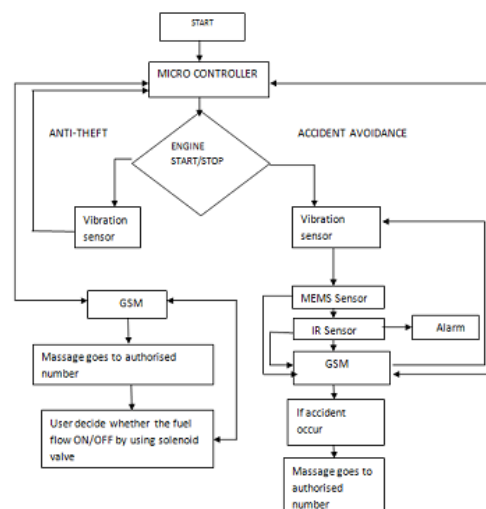 START
MICRO CONTROLLER
ANTI-THEFT
ACCIDENT AVOIDANCE
ENGINE
START/STOP
Vibration
sensor
Vibration
sensor
GSM
MEMS Sensor
IR Sensor
Alarm
Massage goes to authorised
number
GSM
User decide whether the fuel
flow ON/OFF by using solenoid
valve
If accident
occur
Massage goes to
authorised
number